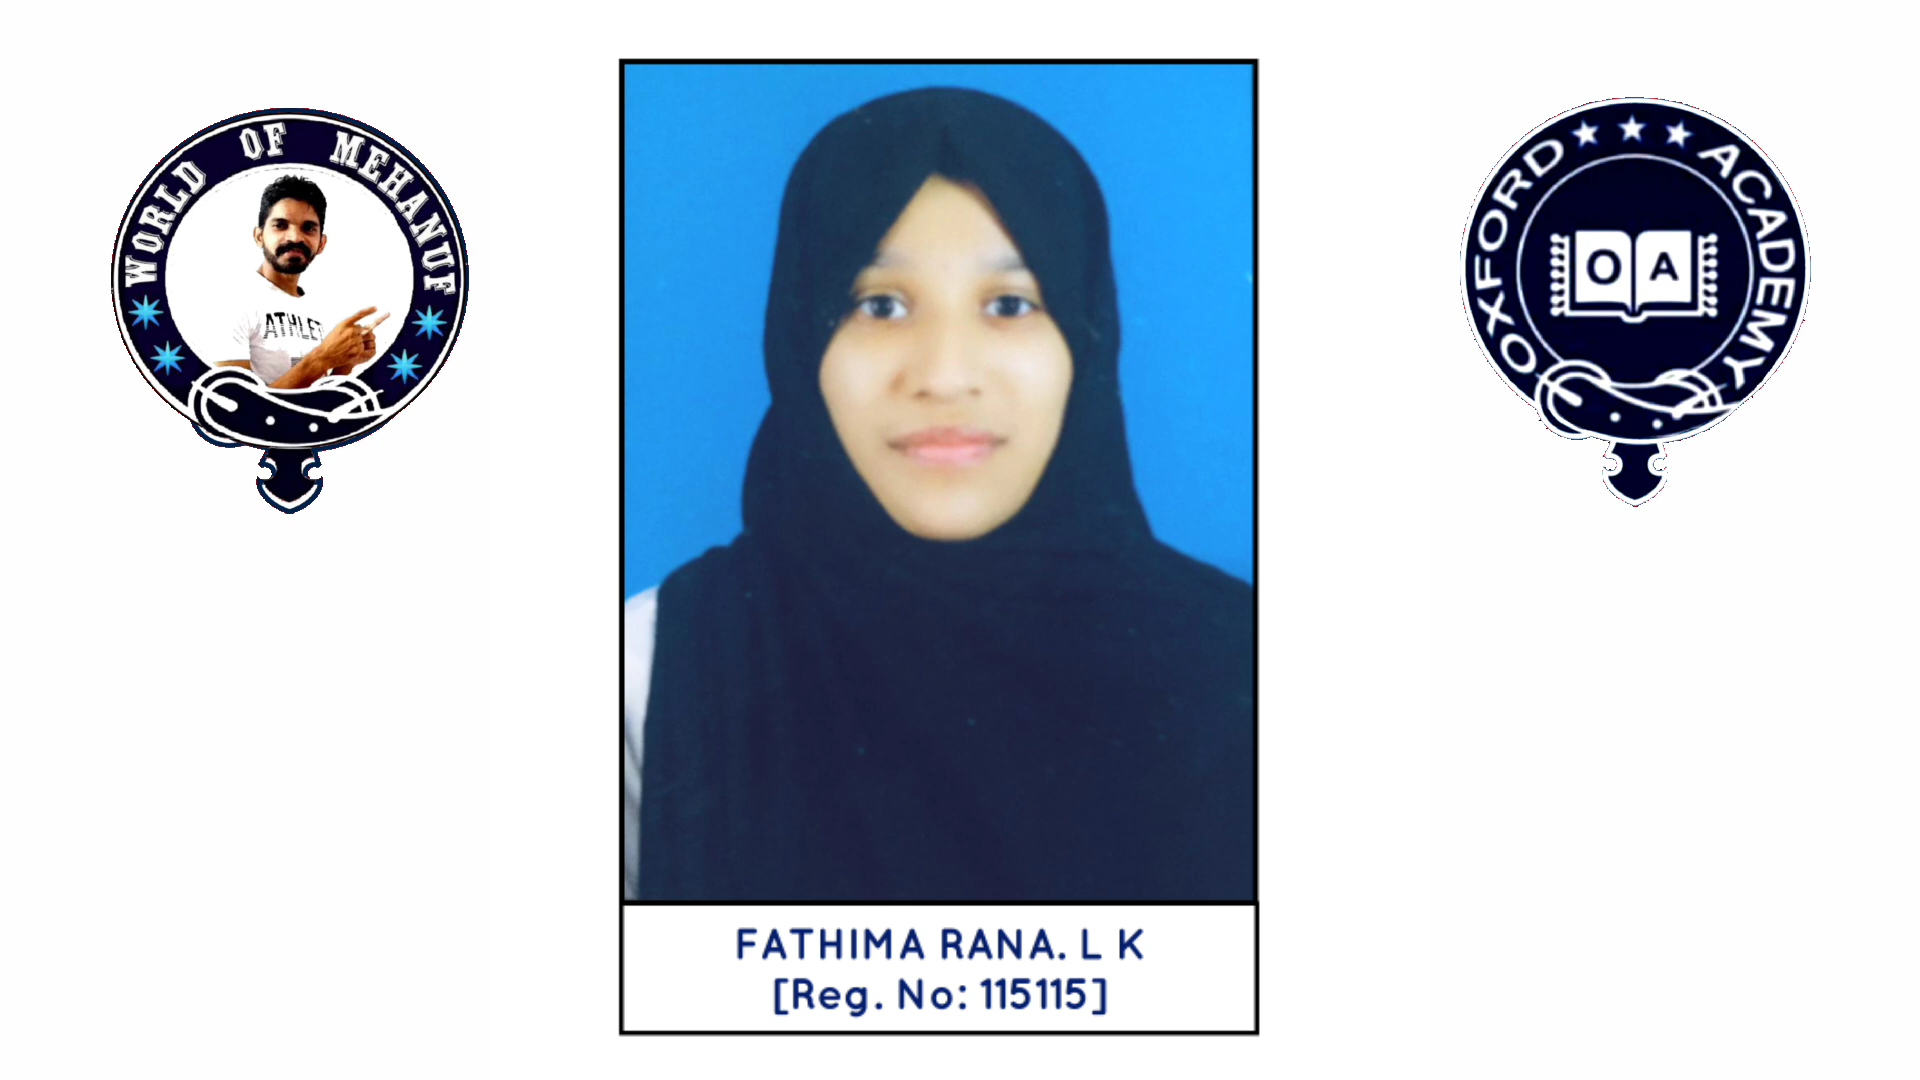 WORLD OF MEHANUF
ATHLET
OXFORD ACADEMY
O A
FATHIMA RANA. L K
[Reg. No: 115115]